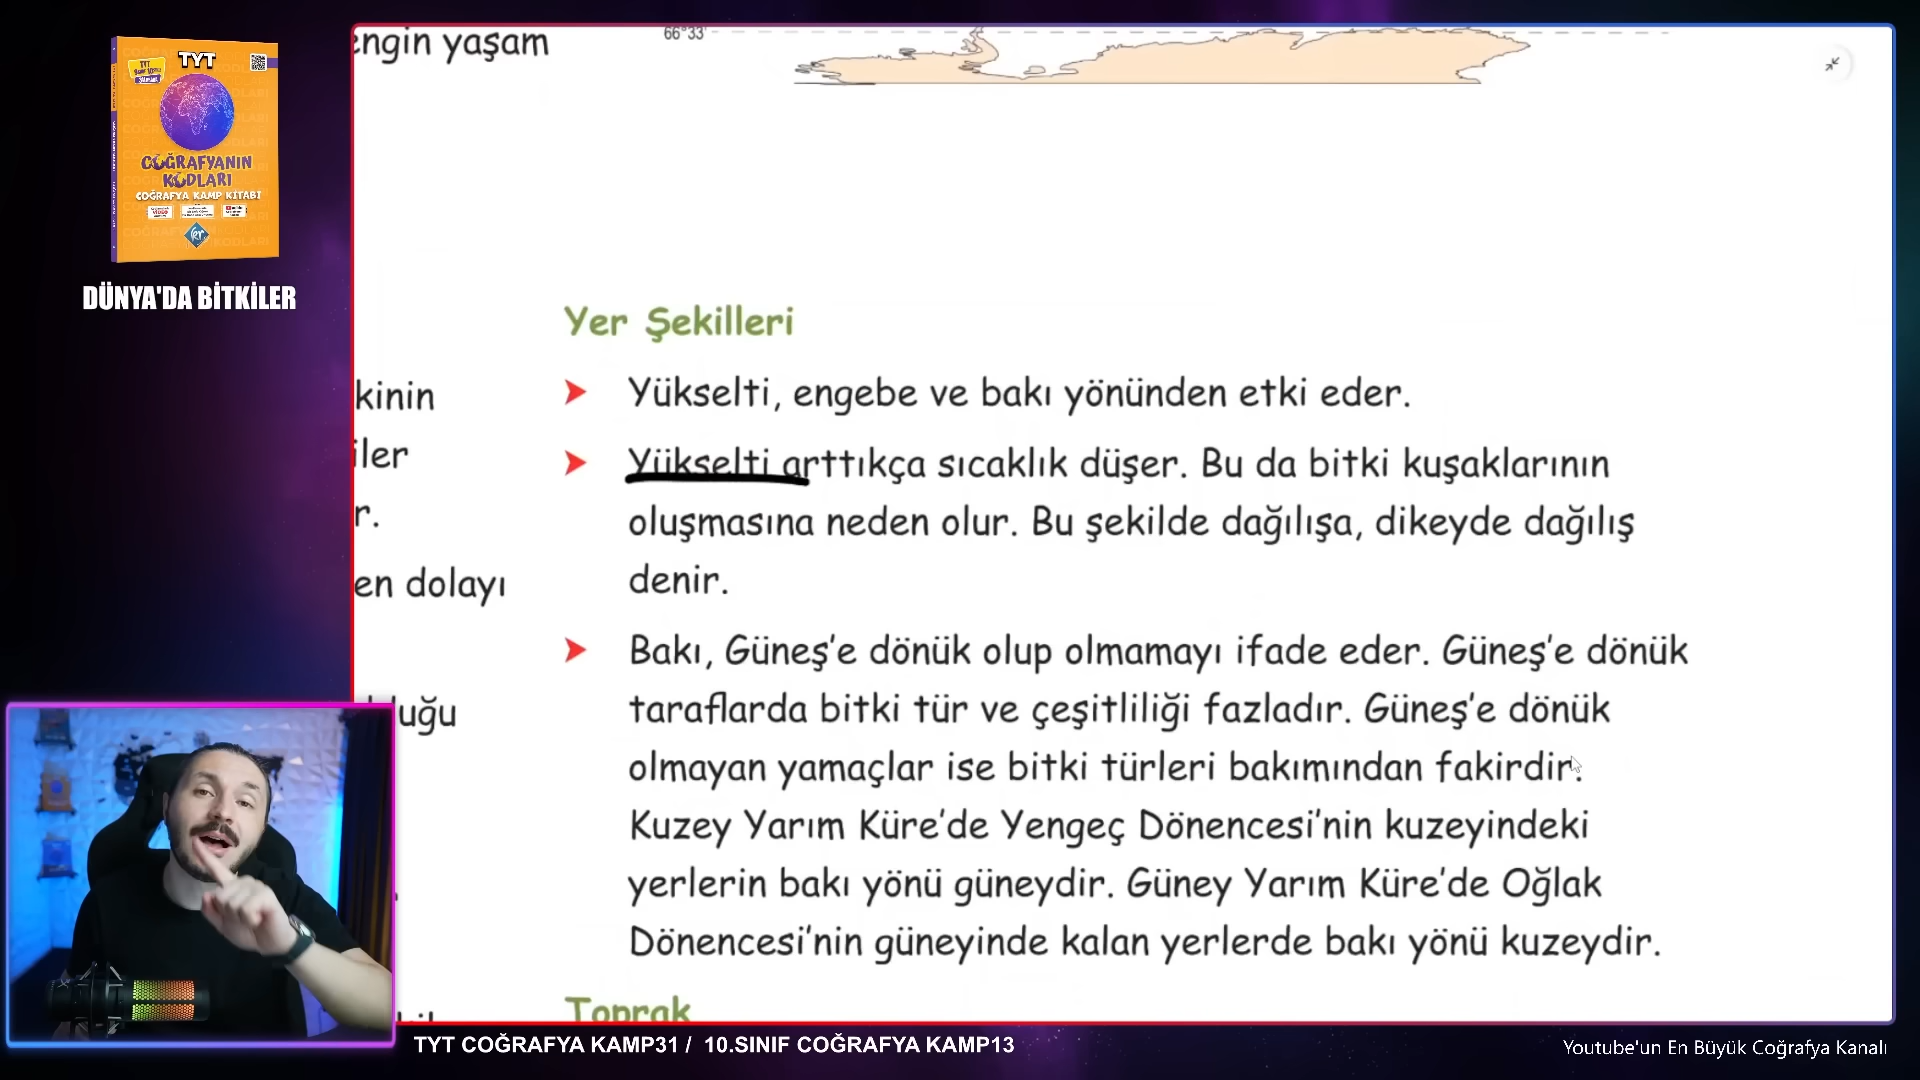 TYT
COĞRAFYANIN
KODLARI
COĞRAFYA KAMP KİTABI
DÜNYA'DA BİTKİLER
engin yaşam
66°33'
kinin
iler
r.
en dolayı
uğu
Yer Şekilleri
Yükselti, engebe ve bakı yönünden etki eder.
Yükselti arttıkça sıcaklık düşer. Bu da bitki kuşaklarının
oluşmasına neden olur. Bu şekilde dağılışa, dikeyde dağılış
denir.
Bakı, Güneş’e dönük olup olmamayı ifade eder. Güneş’e dönük
taraflarda bitki tür ve çeşitliliği fazladır. Güneş’e dönük
olmayan yamaçlar ise bitki türleri bakımından fakirdir.
Kuzey Yarım Küre’de Yengeç Dönencesi’nin kuzeyindeki
yerlerin bakı yönü güneydir. Güney Yarım Küre’de Oğlak
Dönencesi’nin güneyinde kalan yerlerde bakı yönü kuzeydir.
Toprak
TYT COĞRAFYA KAMP31 / 10.SINIF COĞRAFYA KAMP13
Youtube'un En Büyük Coğrafya Kanalı